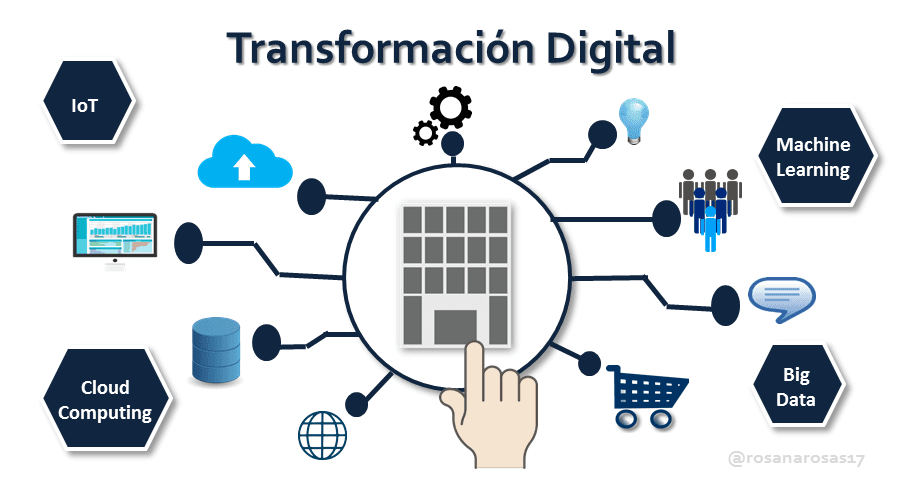 Transformación Digital
IoT
Machine
Learning
Cloud
Computing
Big
Data
@rosanarosas17